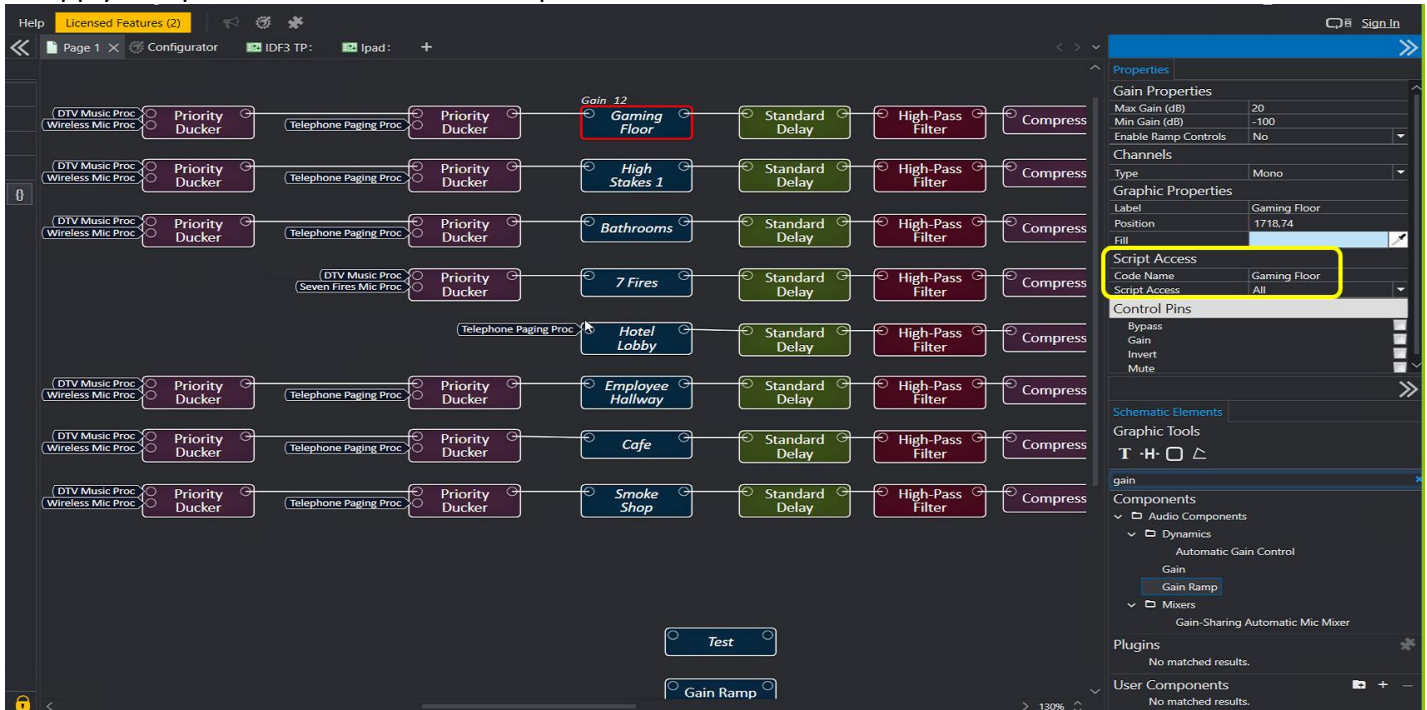 Help Licensed Features (2) Sign In
Page 1 Configurator IDF3 TP: Ipad: +
Properties
Gain Properties
Max Gain (dB) 20
Min Gain (dB) -100
Enable Ramp Controls No
Channels
Type Mono
Graphic Properties
Label Gaming Floor
Position 1718,74
Fill
Script Access
Code Name Gaming Floor
Script Access All
Control Pins
Bypass
Gain
Invert
Mute
Schematic Elements
Graphic Tools
T ·H·
gain
Components
Audio Components
Dynamics
Automatic Gain Control
Gain
Gain Ramp
Mixers
Gain-Sharing Automatic Mic Mixer
Plugins
No matched results.
User Components
No matched results.
{}
Gain 12
DTV Music Proc
Wireless Mic Proc
Priority Ducker
Telephone Paging Proc
Priority Ducker
Gaming Floor
Standard Delay
High-Pass Filter
Compress
DTV Music Proc
Wireless Mic Proc
Priority Ducker
Telephone Paging Proc
Priority Ducker
High Stakes 1
Standard Delay
High-Pass Filter
Compress
DTV Music Proc
Wireless Mic Proc
Priority Ducker
Telephone Paging Proc
Priority Ducker
Bathrooms
Standard Delay
High-Pass Filter
Compress
DTV Music Proc
Seven Fires Mic Proc
Priority Ducker
7 Fires
Standard Delay
High-Pass Filter
Compress
Telephone Paging Proc
Hotel Lobby
Standard Delay
High-Pass Filter
Compress
DTV Music Proc
Wireless Mic Proc
Priority Ducker
Telephone Paging Proc
Priority Ducker
Employee Hallway
Standard Delay
High-Pass Filter
Compress
DTV Music Proc
Wireless Mic Proc
Priority Ducker
Telephone Paging Proc
Priority Ducker
Cafe
Standard Delay
High-Pass Filter
Compress
DTV Music Proc
Wireless Mic Proc
Priority Ducker
Telephone Paging Proc
Priority Ducker
Smoke Shop
Standard Delay
High-Pass Filter
Compress
Test
Gain Ramp
130%